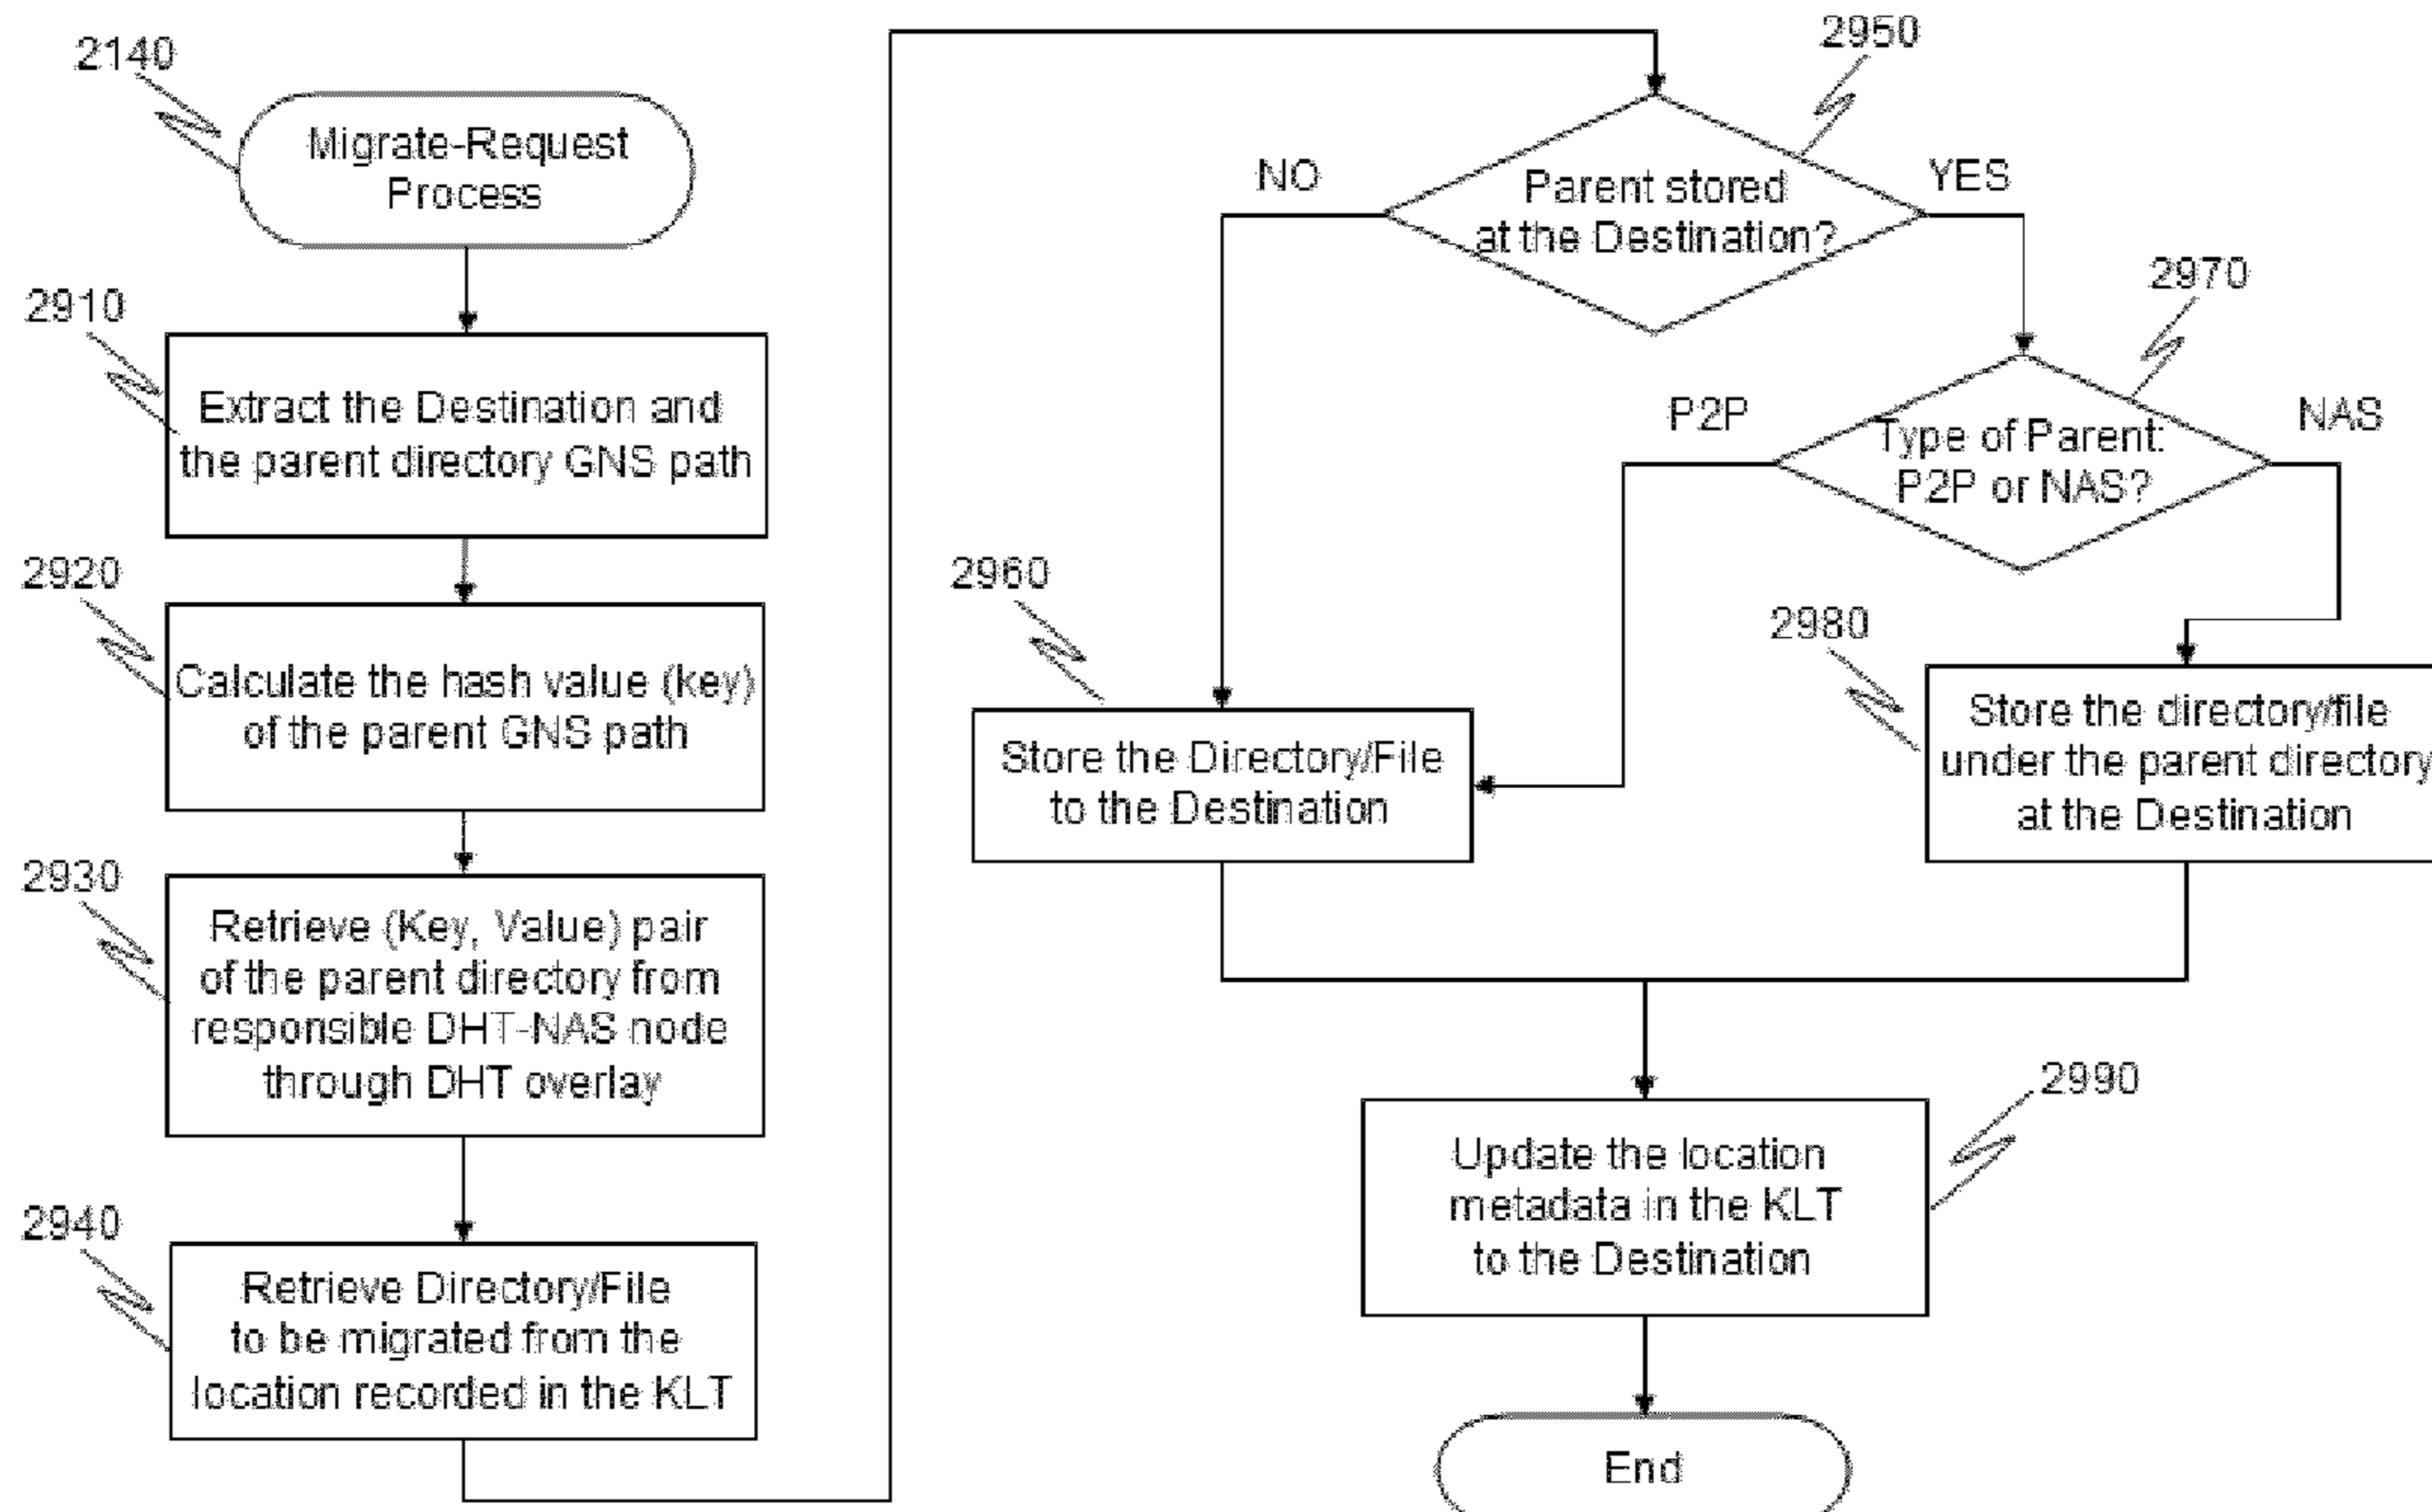 2140
Migrate-Request
Process
2910
Extract the Destination and
the parent directory GNS path
2920
Calculate the hash value (key)
of the parent GNS path
2930
Retrieve (Key, Value) pair
of the parent directory from
responsible DHT-NAS node
through DHT overlay
2940
Retrieve Directory/File
to be migrated from the
location recorded in the KLT
2950
NO
YES
Parent stored
at the Destination?
2970
P2P
NAS
Type of Parent:
P2P or NAS?
2960
Store the Directory/File
to the Destination
2980
Store the directory/file
under the parent directory
at the Destination
2990
Update the location
metadata in the KLT
to the Destination
End